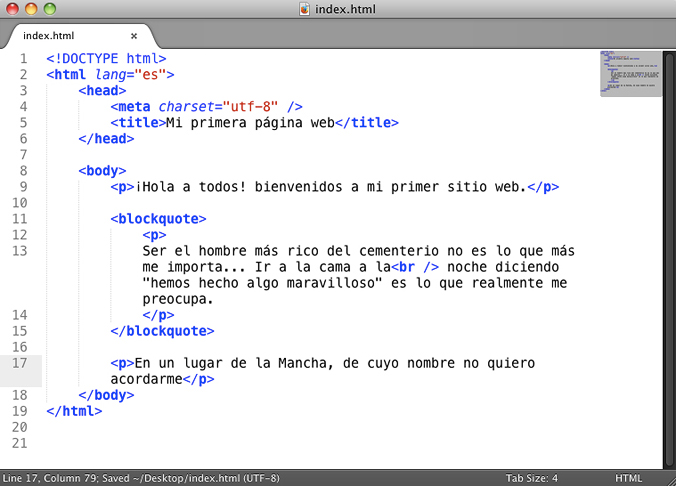 index.html
index.html ×
1 <!DOCTYPE html>
2 <html lang="es">
3 <head>
4 <meta charset="utf-8" />
5 <title>Mi primera página web</title>
6 </head>
7
8 <body>
9 <p>¡Hola a todos! bienvenidos a mi primer sitio web.</p>
10
11 <blockquote>
12 <p>
13 Ser el hombre más rico del cementerio no es lo que más
me importa... Ir a la cama a la<br /> noche diciendo
"hemos hecho algo maravilloso" es lo que realmente me
preocupa.
14 </p>
15 </blockquote>
16
17 <p>En un lugar de la Mancha, de cuyo nombre no quiero
acordarme</p>
18 </body>
19 </html>
20
21
Line 17, Column 79; Saved ~/Desktop/index.html (UTF-8) Tab Size: 4 HTML